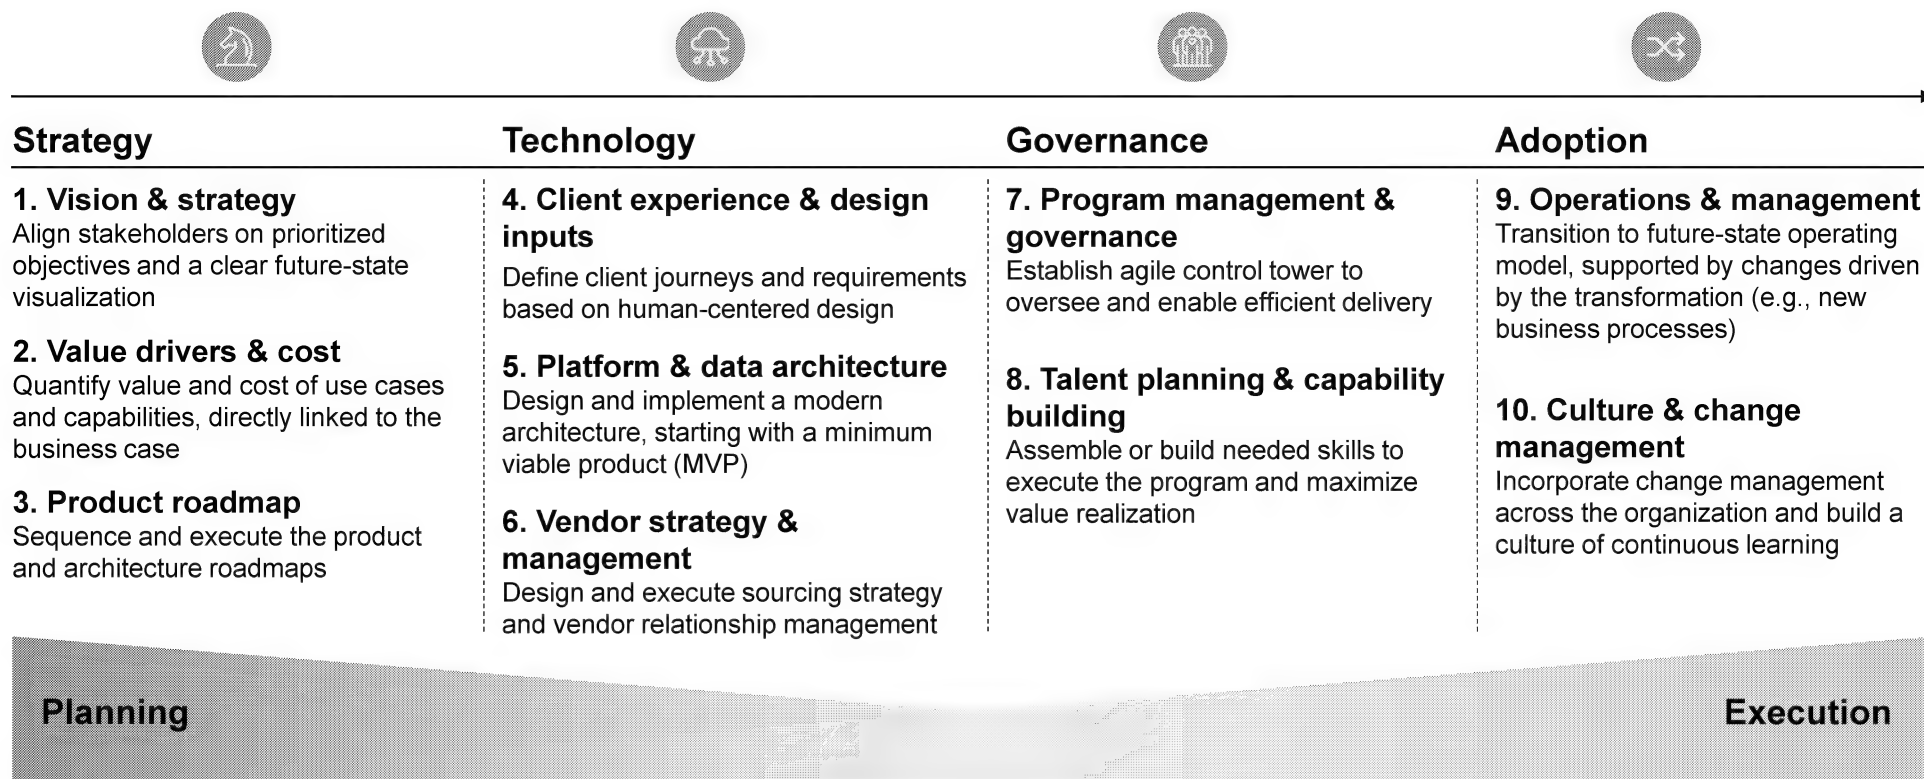 Strategy
1. Vision & strategy
Align stakeholders on prioritized
objectives and a clear future-state
visualization
2. Value drivers & cost
Quantify value and cost of use cases
and capabilities, directly linked to the
business case
3. Product roadmap
Sequence and execute the product
and architecture roadmaps
Technology
4. Client experience & design
inputs
Define client journeys and requirements
based on human-centered design
5. Platform & data architecture
Design and implement a modern
architecture, starting with a minimum
viable product (MVP)
6. Vendor strategy &
management
Design and execute sourcing strategy
and vendor relationship management
Governance
7. Program management &
governance
Establish agile control tower to
oversee and enable efficient delivery
8. Talent planning & capability
building
Assemble or build needed skills to
execute the program and maximize
value realization
Adoption
9. Operations & management
Transition to future-state operating
model, supported by changes driven
by the transformation (e.g., new
business processes)
10. Culture & change
management
Incorporate change management
across the organization and build a
culture of continuous learning
Planning
Execution